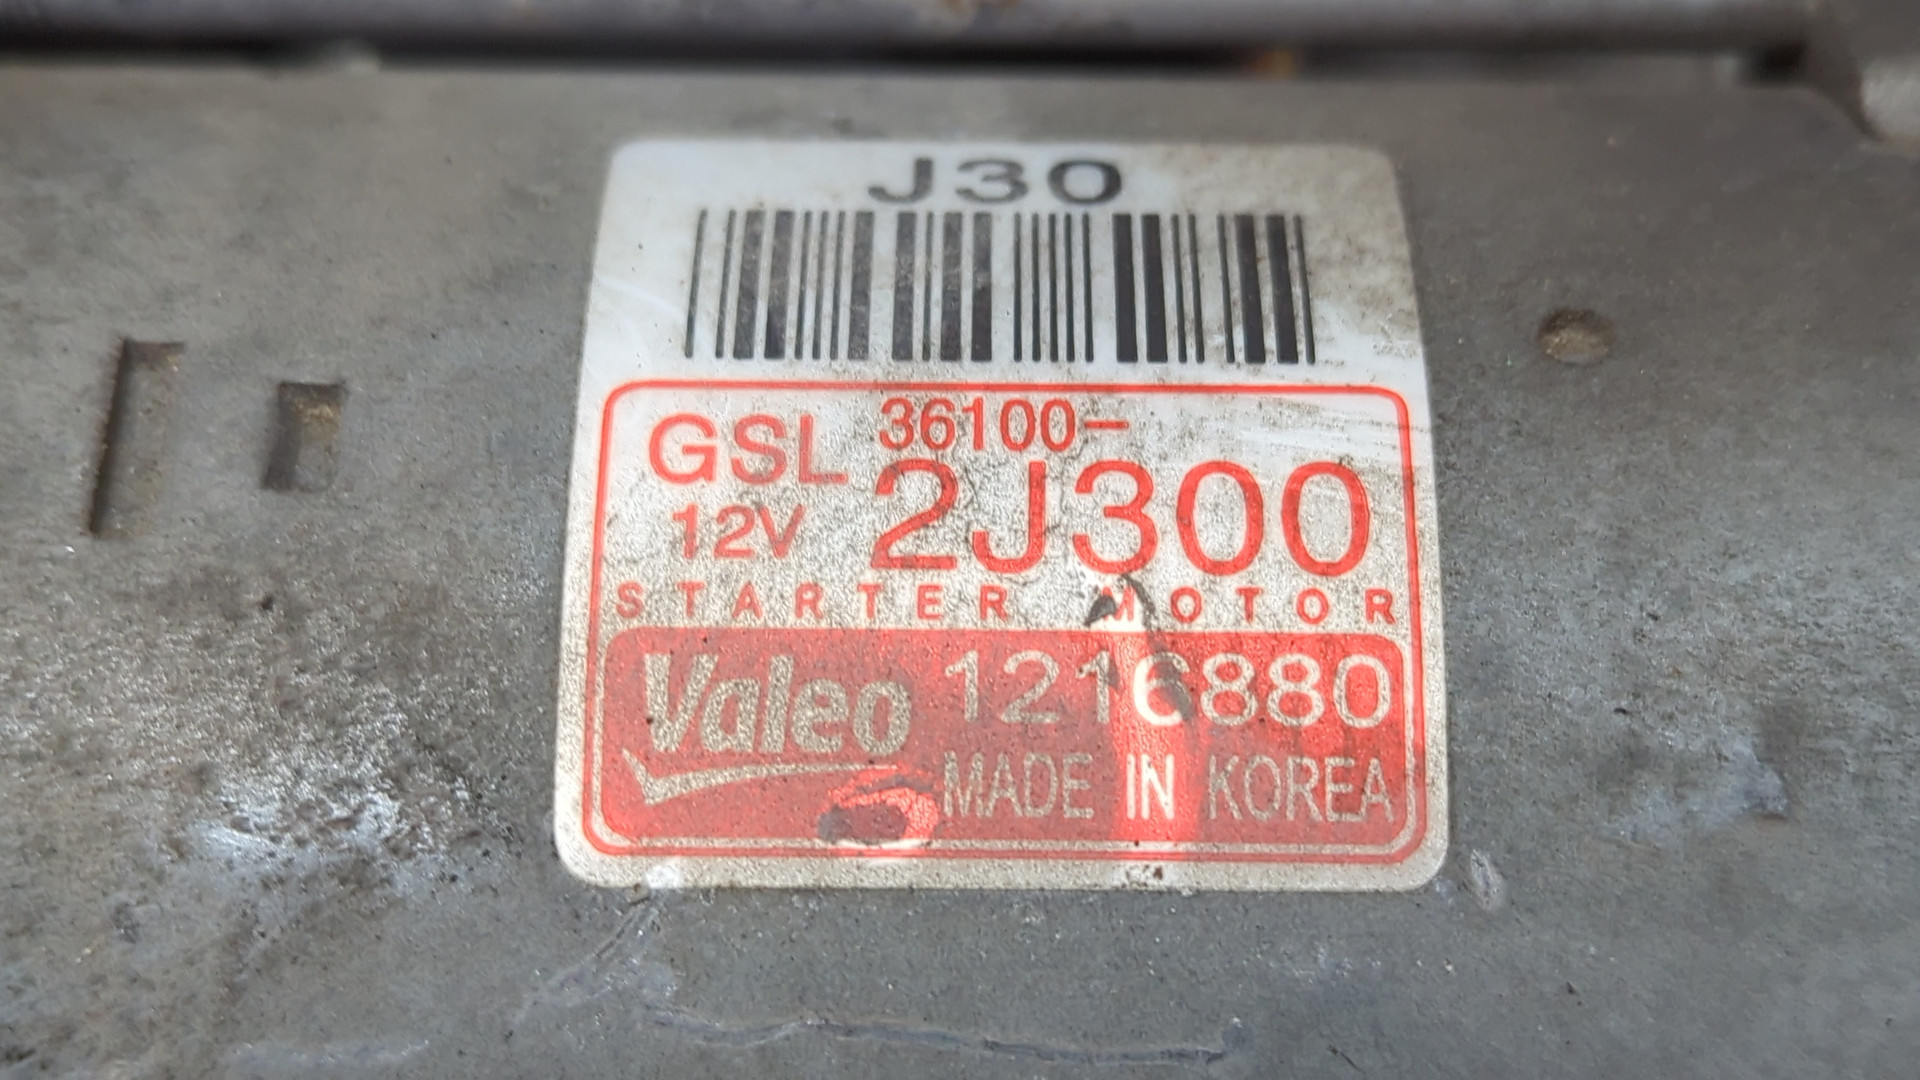 J30
GSL 36100-
12V 2J300
STARTER MOTOR
Valeo 1216880
MADE IN KOREA